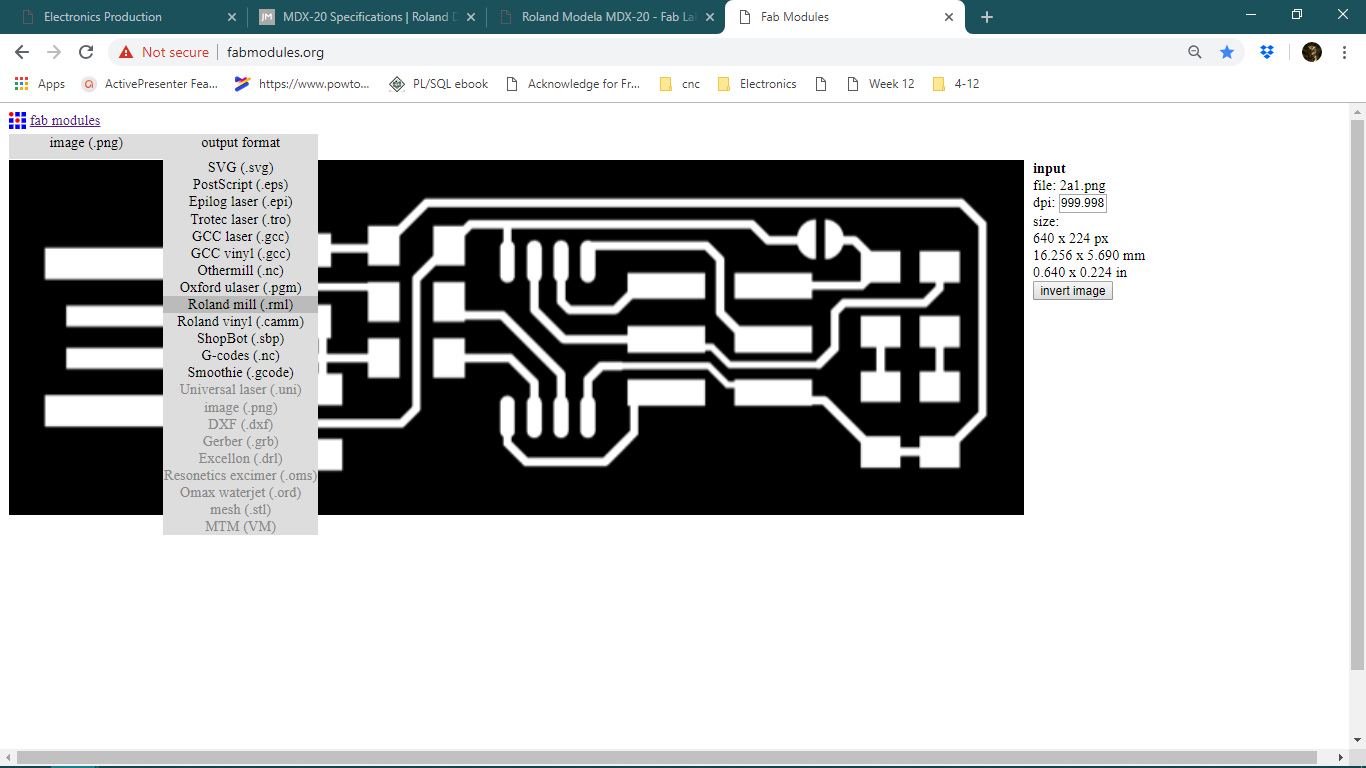 Electronics Production
JM MDX-20 Specifications | Roland D
Roland Modela MDX-20 - Fab La
Fab Modules
Not secure
fabmodules.org
Apps
ActivePresenter Fea...
https://www.powto...
PL/SQL ebook
Acknowledge for Fr...
cnc
Electronics
Week 12
4-12
fab modules
image (.png)
output format
SVG (.svg)
PostScript (.eps)
Epilog laser (.epi)
Trotec laser (.tro)
GCC laser (.gcc)
GCC vinyl (.gcc)
Othermill (.nc)
Oxford ulaser (.pgm)
Roland mill (.rml)
Roland vinyl (.camm)
ShopBot (.sbp)
G-codes (.nc)
Smoothie (.gcode)
Universal laser (.uni)
image (.png)
DXF (.dxf)
Gerber (.grb)
Excellon (.drl)
Resonetics excimer (.oms)
Omax waterjet (.ord)
mesh (.stl)
MTM (VM)
input
file: 2a1.png
dpi: 999.998
size:
640 x 224 px
16.256 x 5.690 mm
0.640 x 0.224 in
invert image